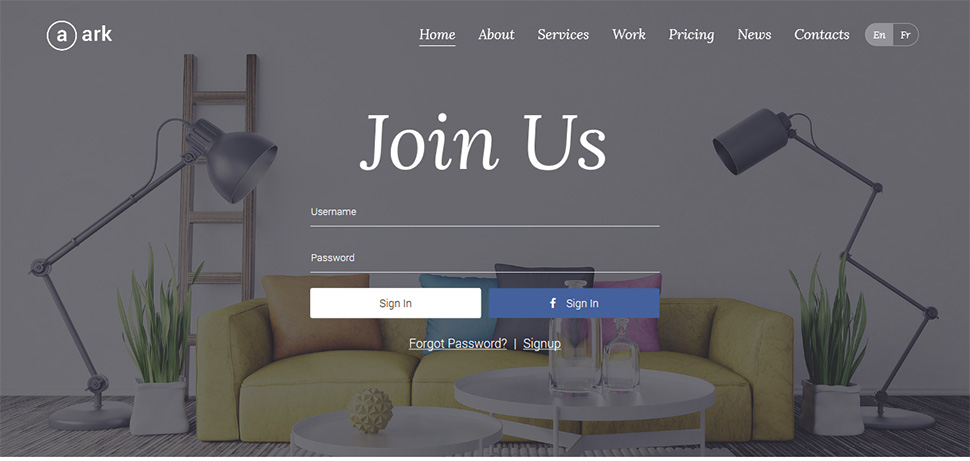 a ark
Home About Services Work Pricing News Contacts En Fr
Join Us
Username
Password
Sign In f Sign In
Forgot Password? | Signup